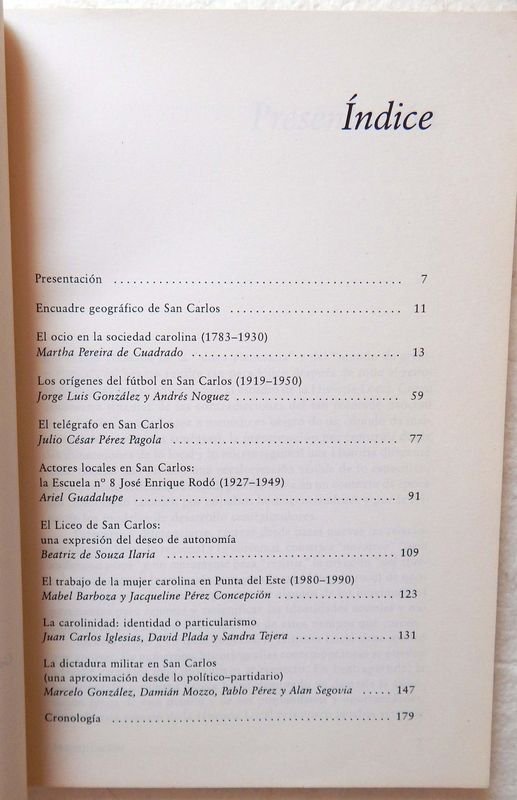 Índice
Presentación . . . . . . . . . . . . . . . . . . . . . . . . . . . . . . . . . . . . . . . . . . . . 7
Encuadre geográfico de San Carlos . . . . . . . . . . . . . . . . . . . . . . . . . . . 11
El ocio en la sociedad carolina (1783–1930)
Martha Pereira de Cuadrado . . . . . . . . . . . . . . . . . . . . . . . . . . . . . . . . 13
Los orígenes del fútbol en San Carlos (1919–1950)
Jorge Luis González y Andrés Noguez . . . . . . . . . . . . . . . . . . . . . . . . . 59
El telégrafo en San Carlos
Julio César Pérez Pagola . . . . . . . . . . . . . . . . . . . . . . . . . . . . . . . . . . . 77
Actores locales en San Carlos:
la Escuela nº 8 José Enrique Rodó (1927–1949)
Ariel Guadalupe . . . . . . . . . . . . . . . . . . . . . . . . . . . . . . . . . . . . . . . . . 91
El Liceo de San Carlos:
una expresión del deseo de autonomía
Beatriz de Souza Ilaria . . . . . . . . . . . . . . . . . . . . . . . . . . . . . . . . . . . 109
El trabajo de la mujer carolina en Punta del Este (1980–1990)
Mabel Barboza y Jacqueline Pérez Concepción . . . . . . . . . . . . . . . . . . 123
La carolinidad: identidad o particularismo
Juan Carlos Iglesias, David Plada y Sandra Tejera . . . . . . . . . . . . . . . 131
La dictadura militar en San Carlos
(una aproximación desde lo político–partidario)
Marcelo González, Damián Mozzo, Pablo Pérez y Alan Segovia . . . . . 147
Cronología . . . . . . . . . . . . . . . . . . . . . . . . . . . . . . . . . . . . . . . . . . . 179